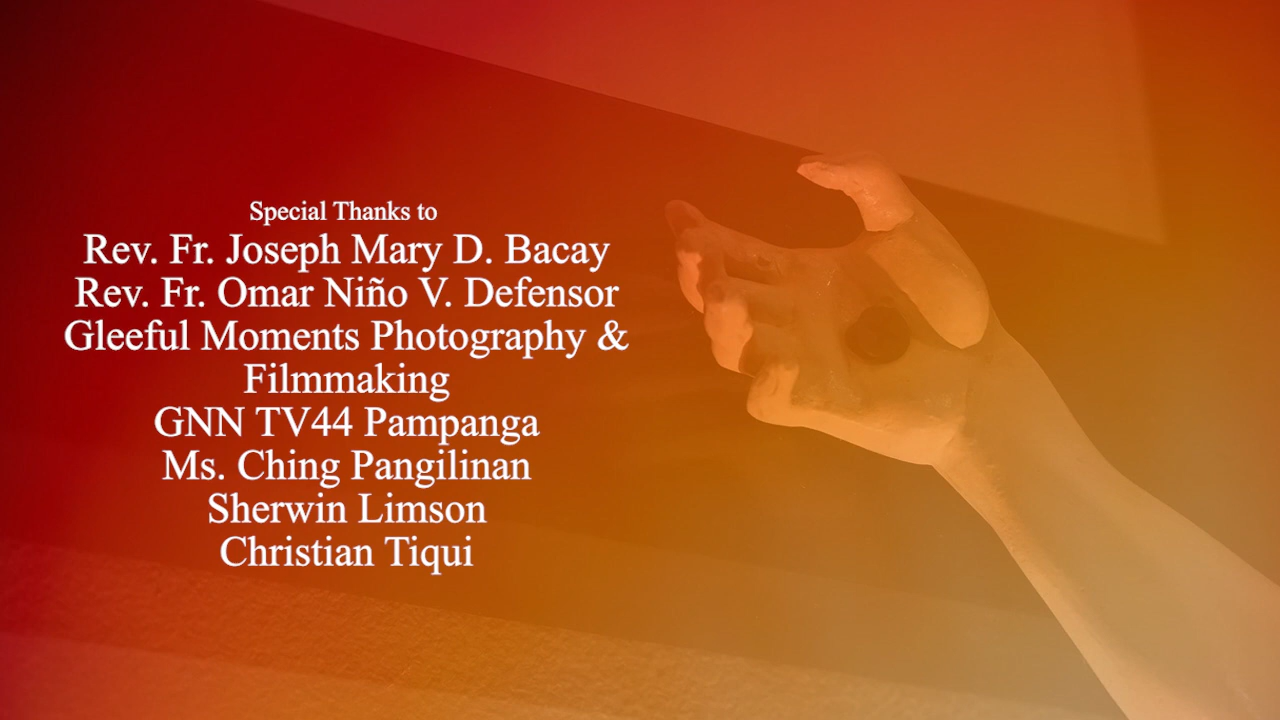 Special Thanks to
Rev. Fr. Joseph Mary D. Bacay
Rev. Fr. Omar Niño V. Defensor
Gleeful Moments Photography &
Filmmaking
GNN TV44 Pampanga
Ms. Ching Pangilinan
Sherwin Limson
Christian Tiqui